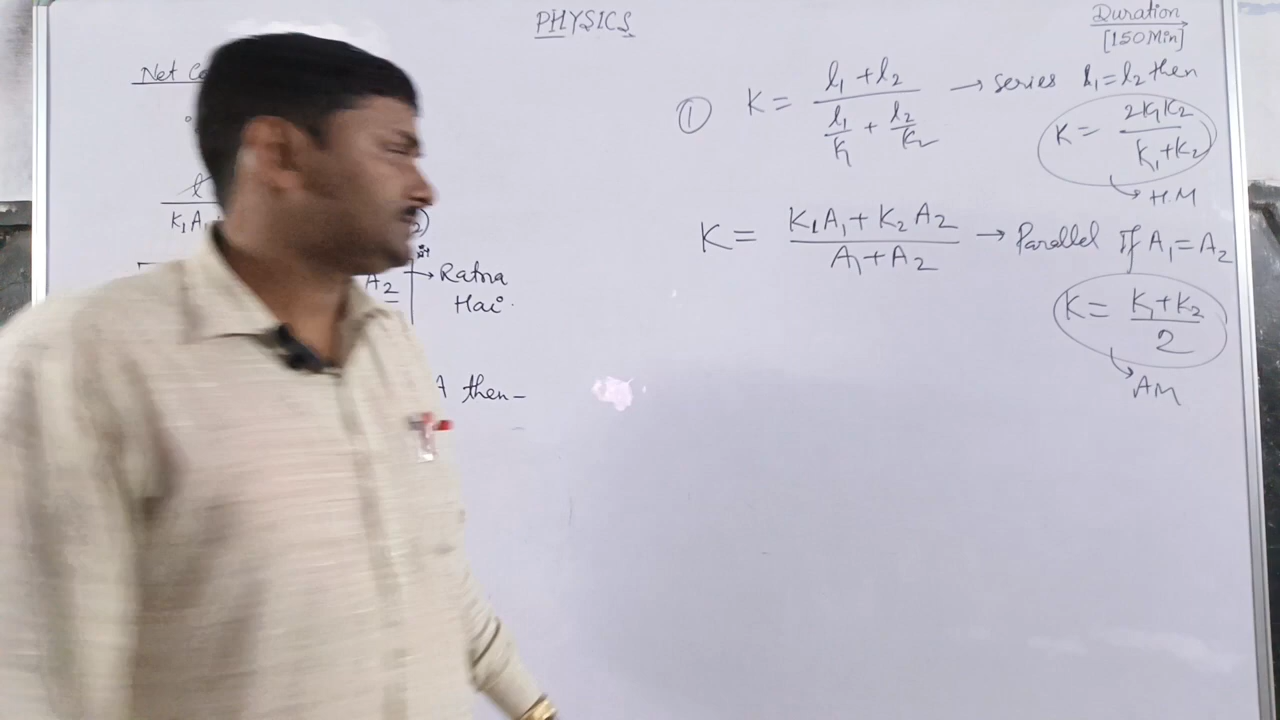 PHYSICS
Duration
[150 Min]
Net
l
K₁A₁
A₂ → Ratna
Hai.
A then –
① K = (l₁ + l₂) / (l₁/K₁ + l₂/K₂) → series l₁ = l₂ then
K = 2K₁K₂ / (K₁ + K₂)
→ H.M
K = (K₁A₁ + K₂A₂) / (A₁ + A₂) → Parallel If A₁ = A₂
K = (K₁ + K₂) / 2
→ AM